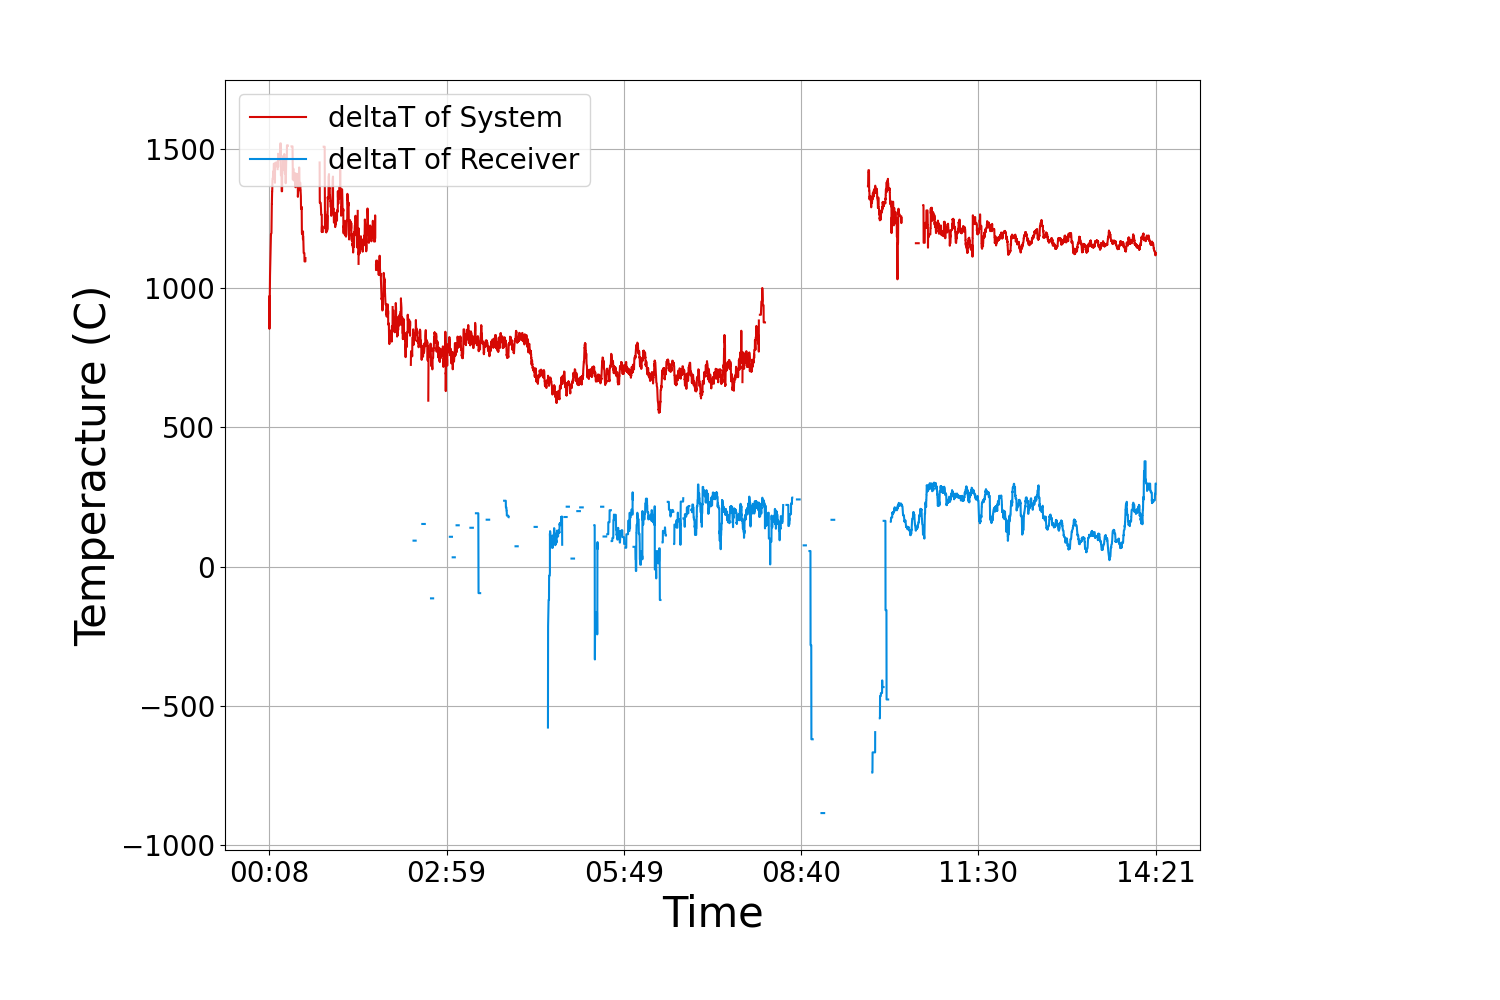 deltaT of System
deltaT of Receiver
1500
1000
500
0
−500
−1000
Temperacture (C)
00:08 02:59 05:49 08:40 11:30 14:21
Time